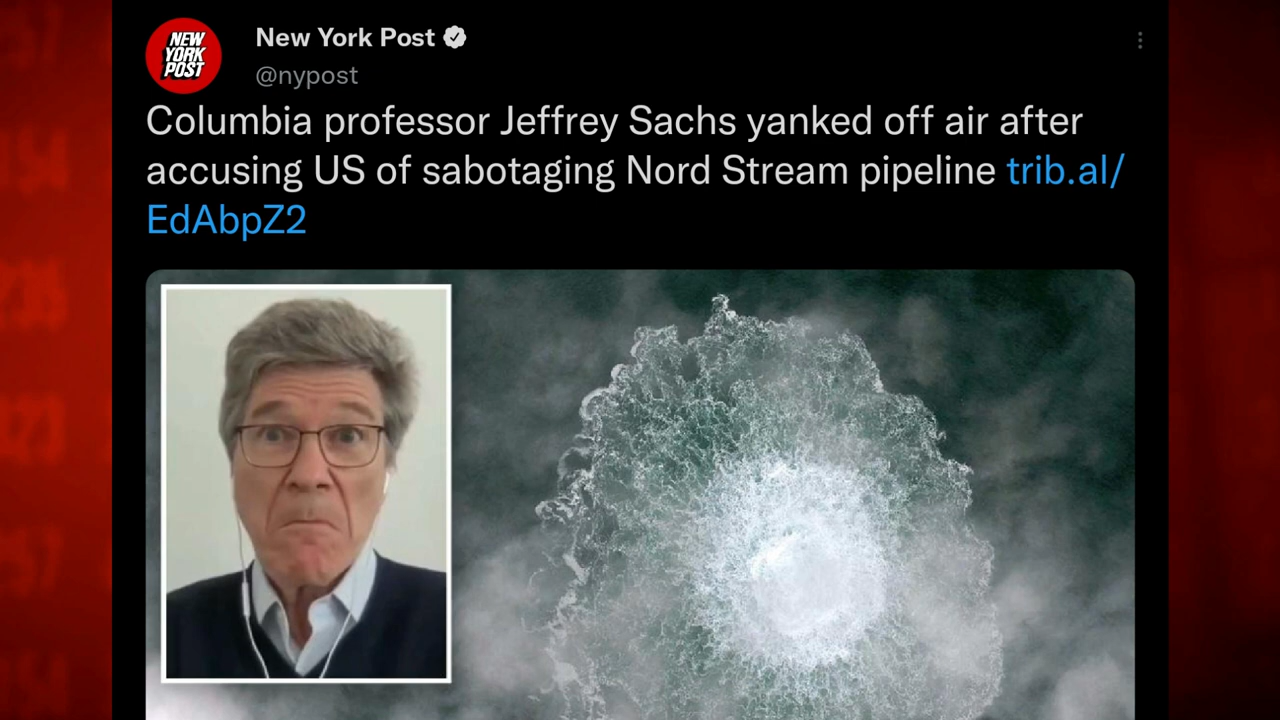 NEW
YORK
POST
New York Post
@nypost
Columbia professor Jeffrey Sachs yanked off air after
accusing US of sabotaging Nord Stream pipeline trib.al/
EdAbpZ2